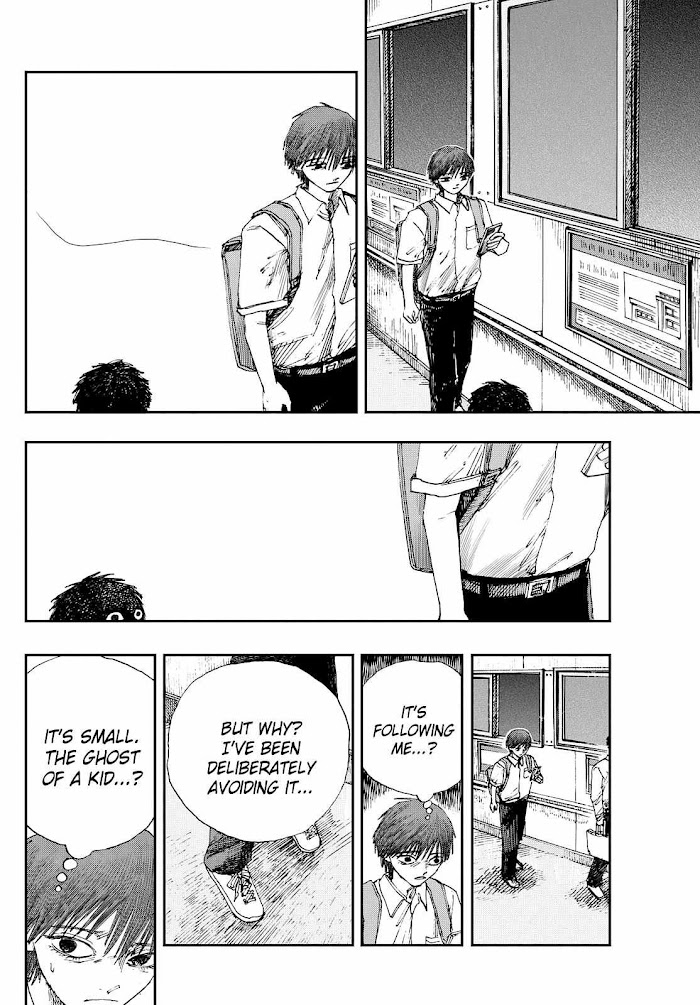 IT'S
FOLLOWING
ME...?
BUT WHY?
I'VE BEEN
DELIBERATELY
AVOIDING IT...
IT'S SMALL.
THE GHOST
OF A KID...?